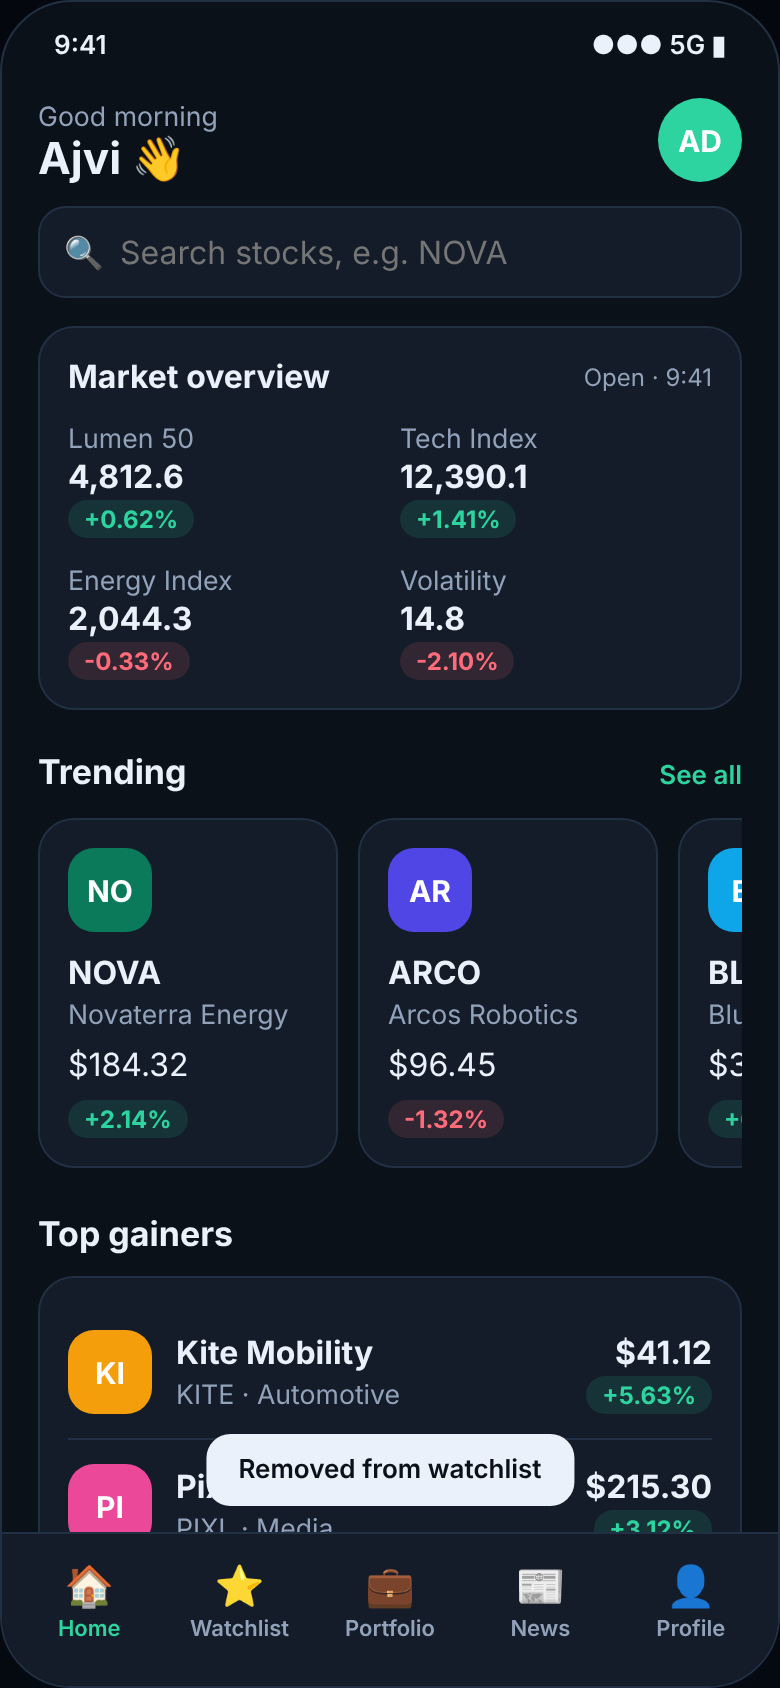 9:41
5G
Good morning
Ajvi 👋
AD
Search stocks, e.g. NOVA
Market overview
Open · 9:41
Lumen 50
4,812.6
+0.62%
Tech Index
12,390.1
+1.41%
Energy Index
2,044.3
-0.33%
Volatility
14.8
-2.10%
Trending
See all
NO
NOVA
Novaterra Energy
$184.32
+2.14%
AR
ARCO
Arcos Robotics
$96.45
-1.32%
Top gainers
KI
Kite Mobility
KITE · Automotive
$41.12
+5.63%
PI
PIXL · Media
$215.30
+3.12%
Removed from watchlist
Home
Watchlist
Portfolio
News
Profile